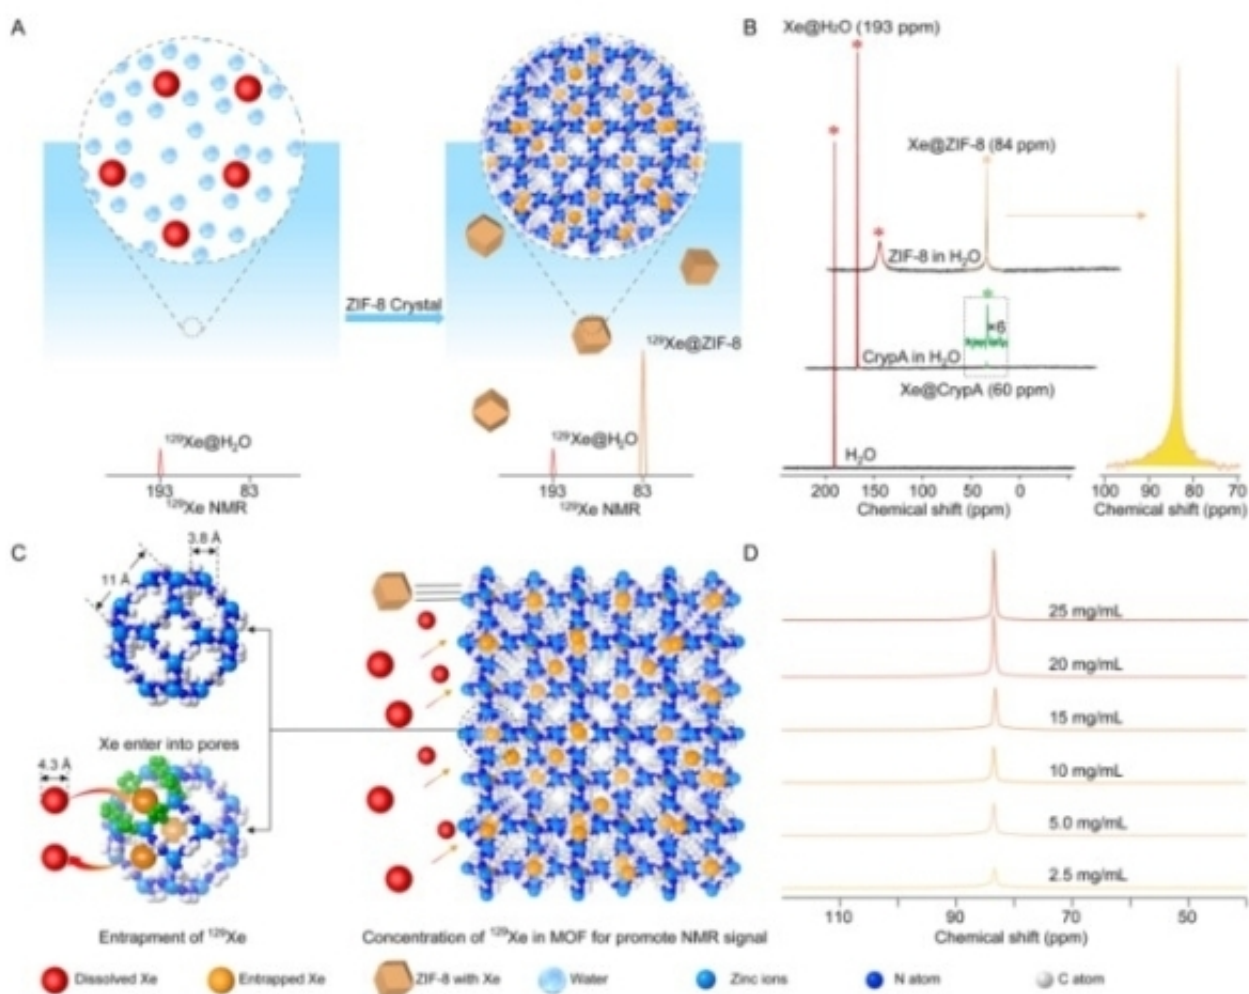 A
ZIF-8 Crystal
¹²⁹Xe@H₂O
193
83
¹²⁹Xe NMR
¹²⁹Xe@ZIF-8
¹²⁹Xe@H₂O
193
83
¹²⁹Xe NMR
B
Xe@H₂O (193 ppm)
Xe@ZIF-8 (84 ppm)
ZIF-8 in H₂O
×6
CrypA in H₂O
Xe@CrypA (60 ppm)
H₂O
200 150 100 50 0
Chemical shift (ppm)
100 90 80 70
Chemical shift (ppm)
C
11 Å
3.8 Å
Xe enter into pores
4.3 Å
Entrapment of ¹²⁹Xe
Concentration of ¹²⁹Xe in MOF for promote NMR signal
D
25 mg/mL
20 mg/mL
15 mg/mL
10 mg/mL
5.0 mg/mL
2.5 mg/mL
110 90 70 50
Chemical shift (ppm)
Dissolved Xe Entrapped Xe ZIF-8 with Xe Water Zinc ions N atom C atom